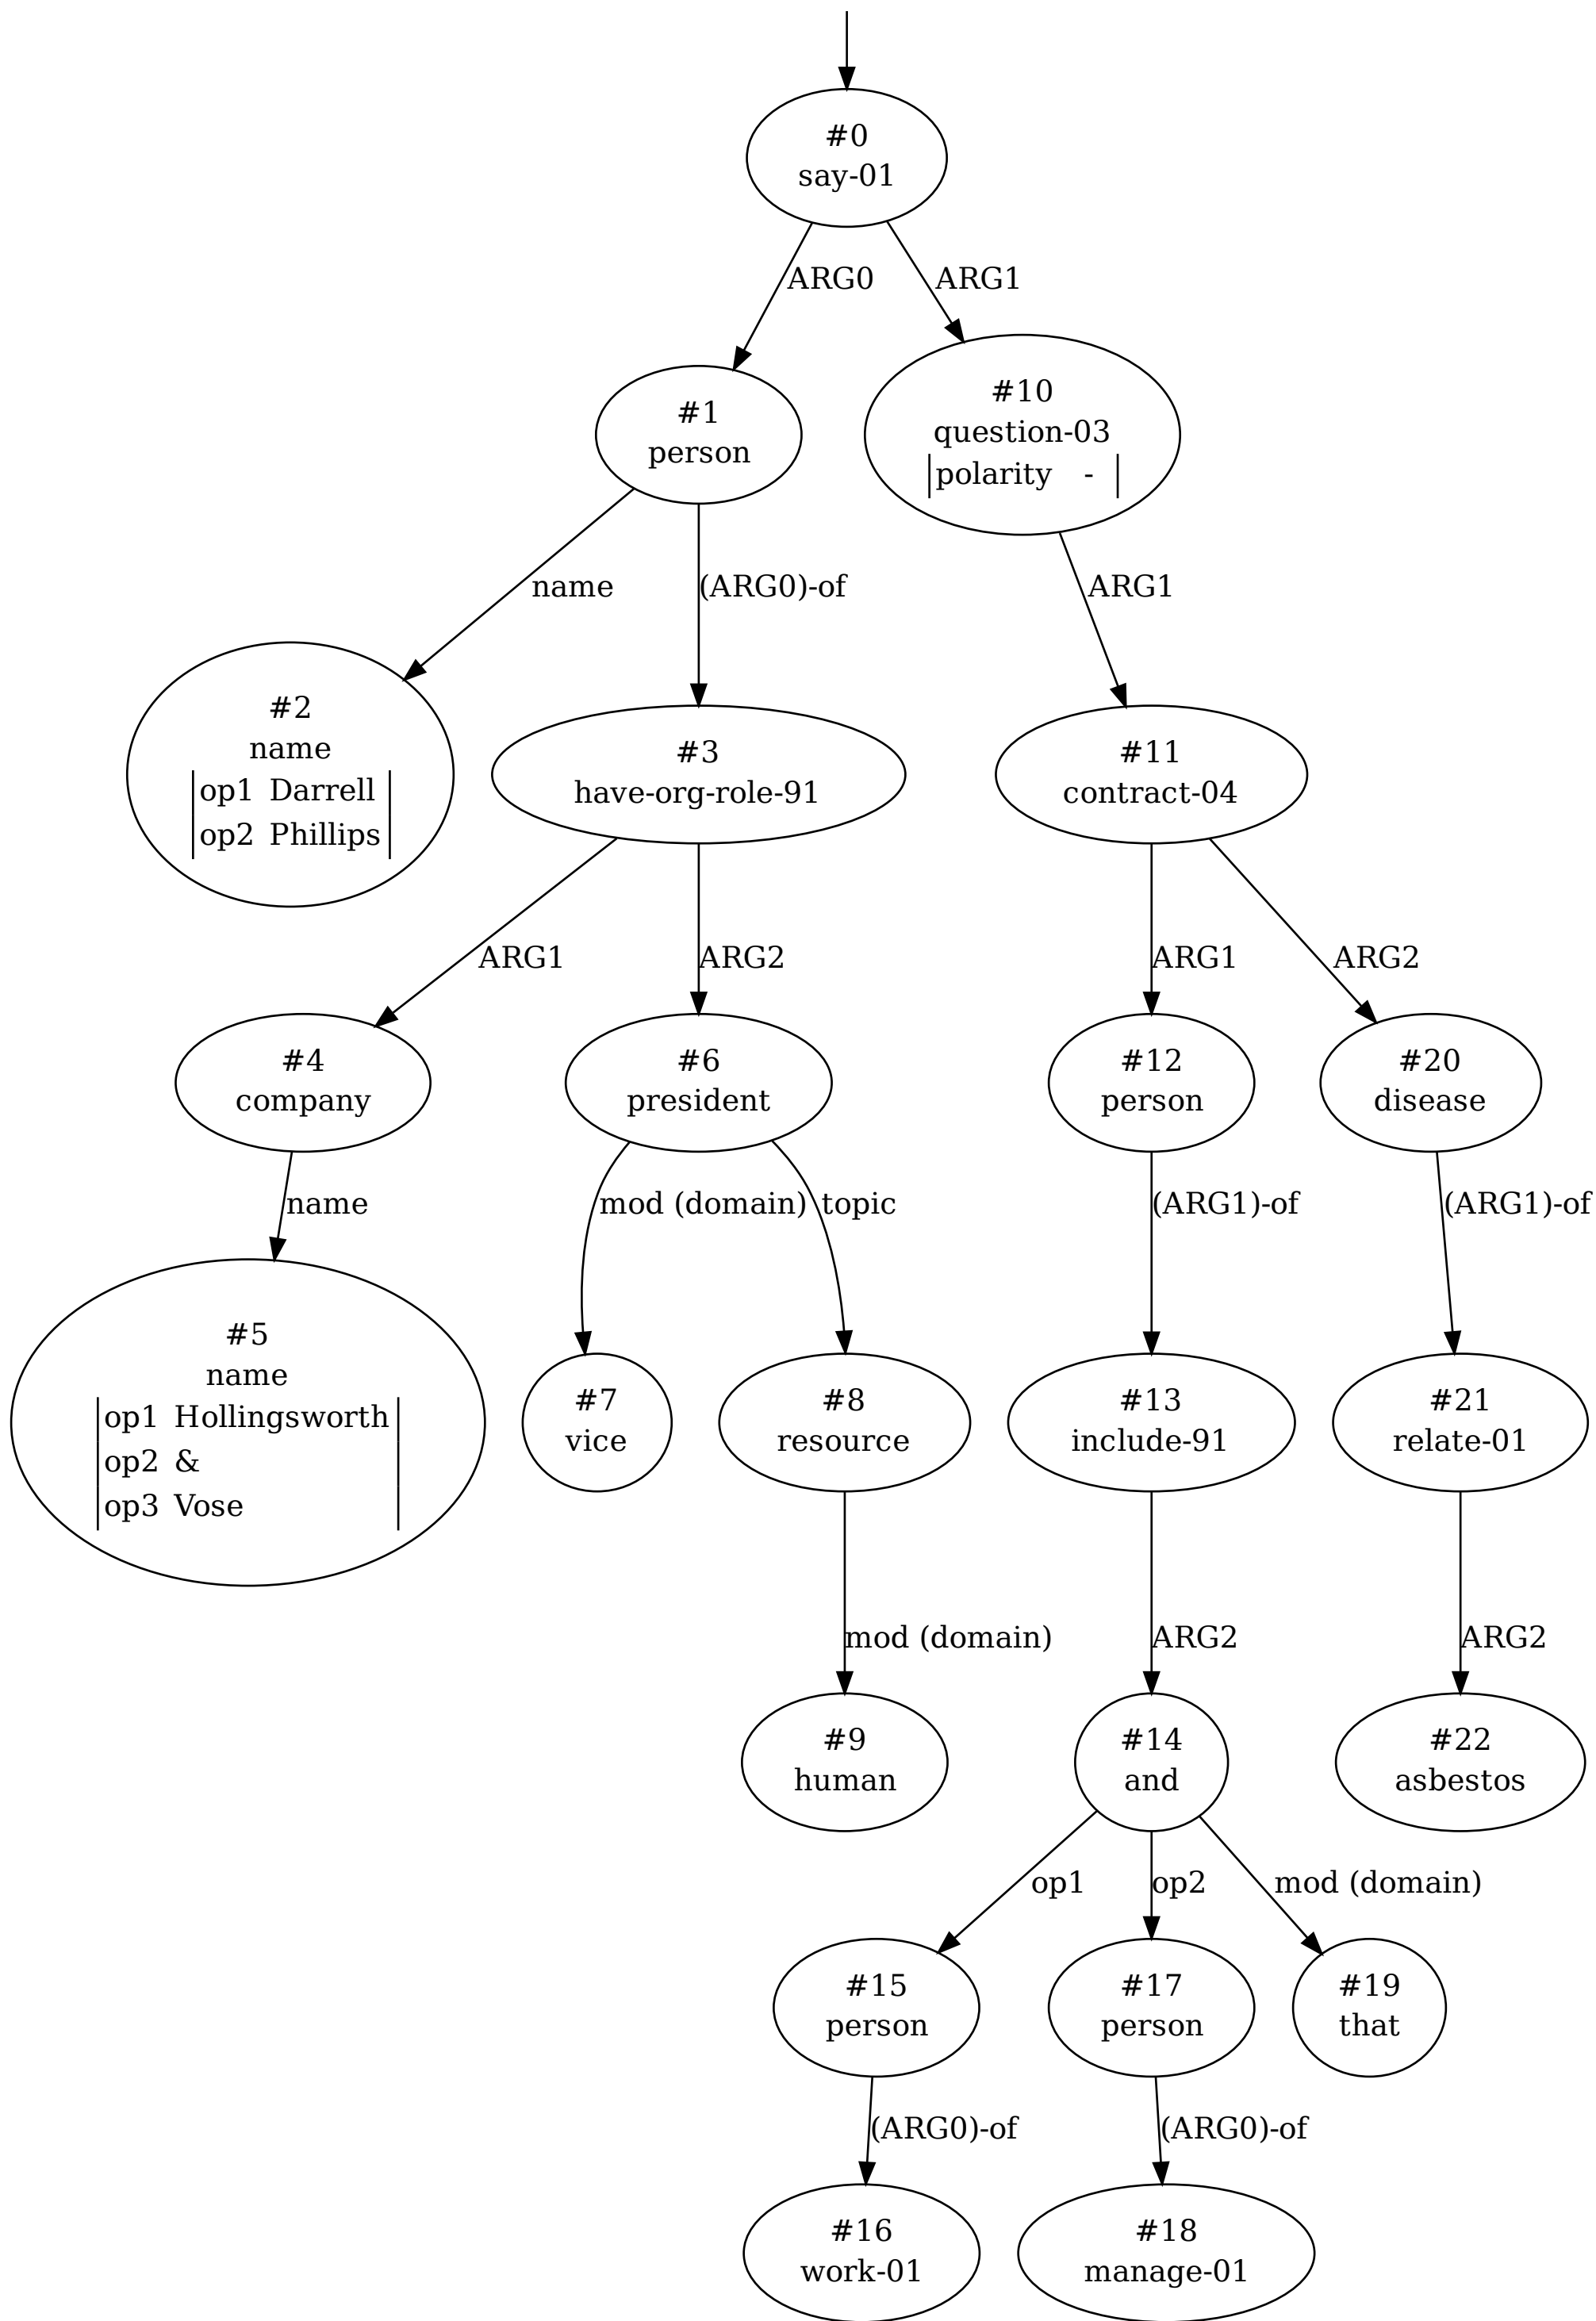 #0
say-01
ARG0
ARG1
#1
person
#10
question-03
polarity -
name
(ARG0)-of
ARG1
#2
name
op1 Darrell
op2 Phillips
#3
have-org-role-91
#11
contract-04
ARG1
ARG2
ARG1
ARG2
#4
company
#6
president
#12
person
#20
disease
name
mod (domain)
topic
(ARG1)-of
(ARG1)-of
#5
name
op1 Hollingsworth
op2 &
op3 Vose
#7
vice
#8
resource
#13
include-91
#21
relate-01
mod (domain)
ARG2
ARG2
#9
human
#14
and
#22
asbestos
op1
op2
mod (domain)
#15
person
#17
person
#19
that
(ARG0)-of
(ARG0)-of
#16
work-01
#18
manage-01